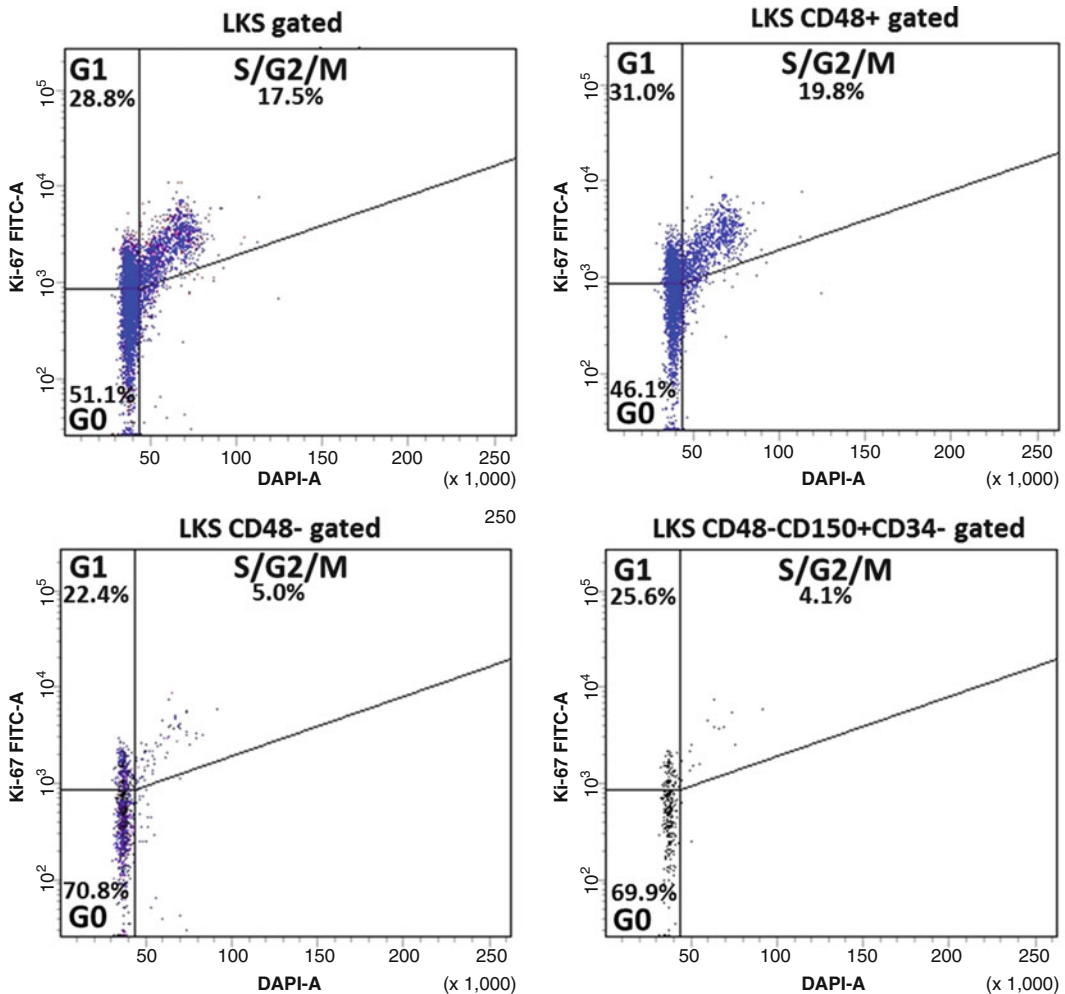 LKS gated
G1
28.8%
S/G2/M
17.5%
10^5
10^4
10^3
10^2
Ki-67 FITC-A
51.1%
G0
50 100 150 200 250
DAPI-A (x 1,000)
LKS CD48+ gated
G1
31.0%
S/G2/M
19.8%
10^5
10^4
10^3
10^2
Ki-67 FITC-A
46.1%
G0
50 100 150 200 250
DAPI-A (x 1,000)
250
LKS CD48- gated
G1
22.4%
S/G2/M
5.0%
10^5
10^4
10^3
10^2
Ki-67 FITC-A
70.8%
G0
50 100 150 200 250
DAPI-A (x 1,000)
LKS CD48-CD150+CD34- gated
G1
25.6%
S/G2/M
4.1%
10^5
10^4
10^3
10^2
Ki-67 FITC-A
69.9%
G0
50 100 150 200 250
DAPI-A (x 1,000)